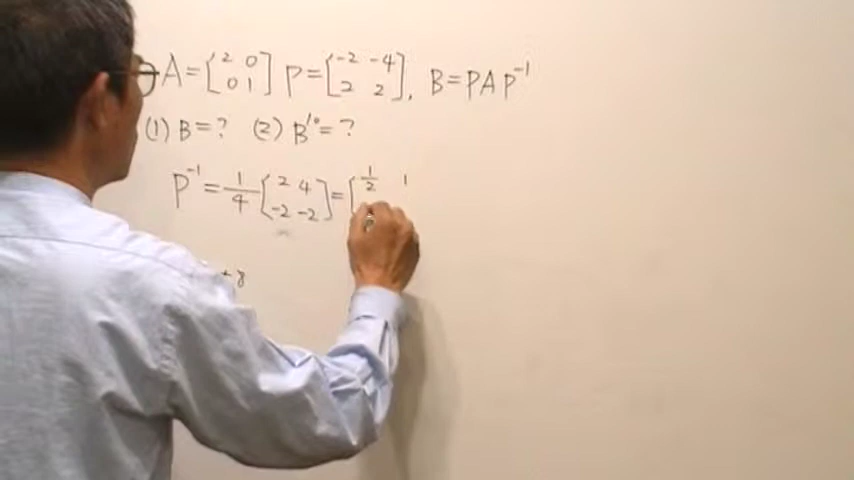 A = [2 0 0 1] P = [-2 -4 2 2], B = PAP⁻¹
(1) B = ? (2) B¹⁰ = ?
P⁻¹ = 1/4 [2 4 -2 -2] = [1/2 1
+8